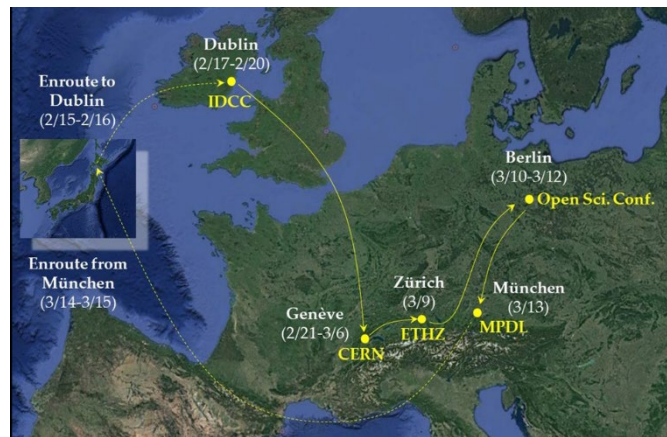 Dublin
(2/17-2/20)
IDCC
Enroute to
Dublin
(2/15-2/16)
Berlin
(3/10-3/12)
Open Sci. Conf.
Enroute from
München
(3/14-3/15)
Zürich
(3/9)
ETHZ
München
(3/13)
MPDL
Genève
(2/21-3/6)
CERN